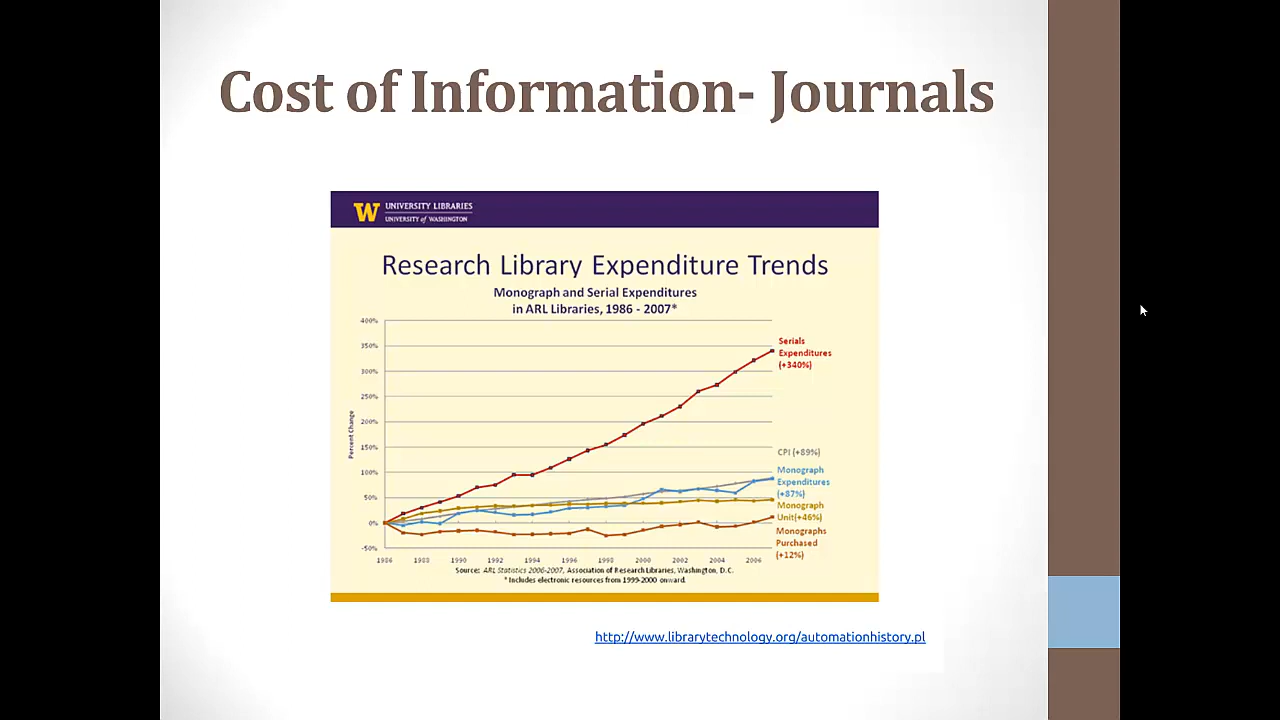 Cost of Information- Journals
W
UNIVERSITY LIBRARIES
UNIVERSITY of WASHINGTON
Research Library Expenditure Trends
Monograph and Serial Expenditures
in ARL Libraries, 1986 - 2007*
400%
350%
300%
250%
200%
150%
100%
50%
0%
-50%
Percent Change
Serials
Expenditures
(+340%)
CPI (+89%)
Monograph
Expenditures
(+87%)
Monograph
Unit(+46%)
Monographs
Purchased
(+12%)
1986 1988 1990 1992 1994 1996 1998 2000 2002 2004 2006
Source: ARL Statistics 2006-2007, Association of Research Libraries, Washington, D.C.
* Includes electronic resources from 1999-2000 onward.
http://www.librarytechnology.org/automationhistory.pl